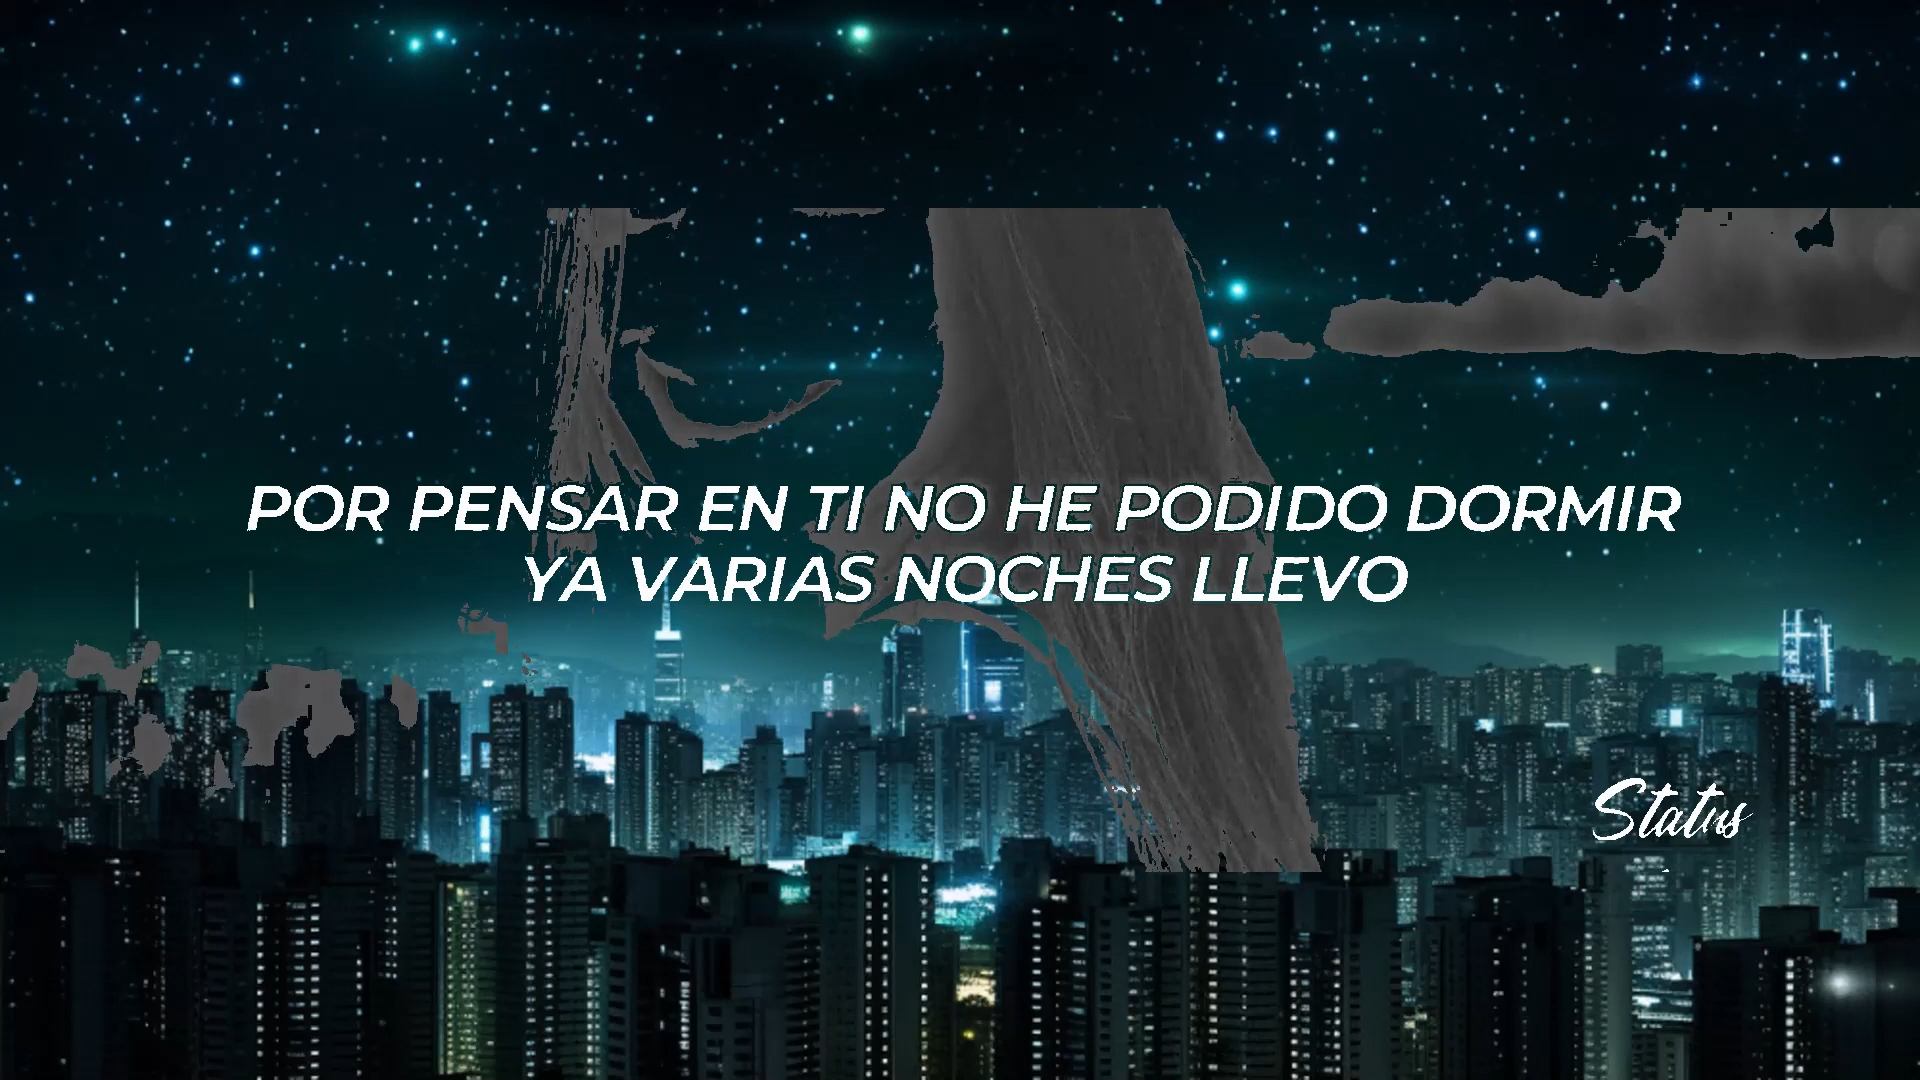 POR PENSAR EN TI NO HE PODIDO DORMIR
YA VARIAS NOCHES LLEVO
Status